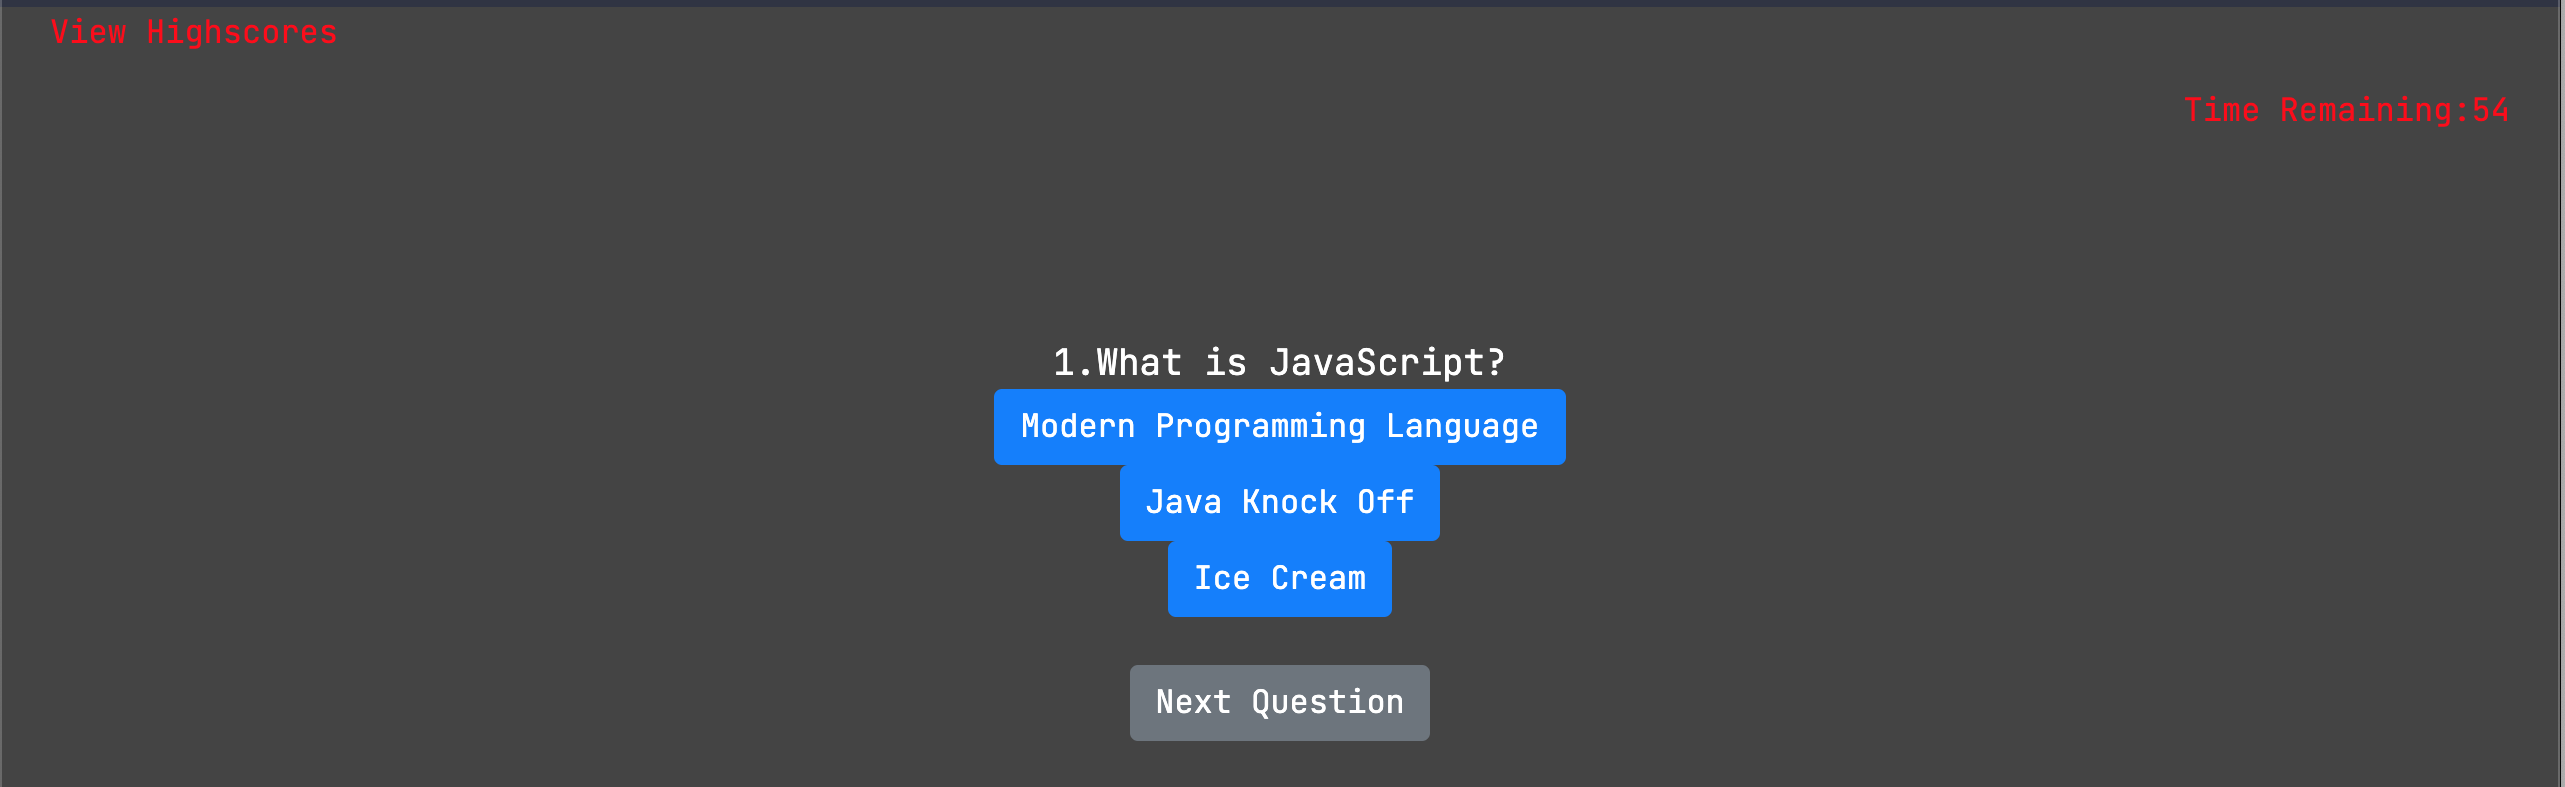 View Highscores
Time Remaining:54
1.What is JavaScript?
Modern Programming Language
Java Knock Off
Ice Cream
Next Question